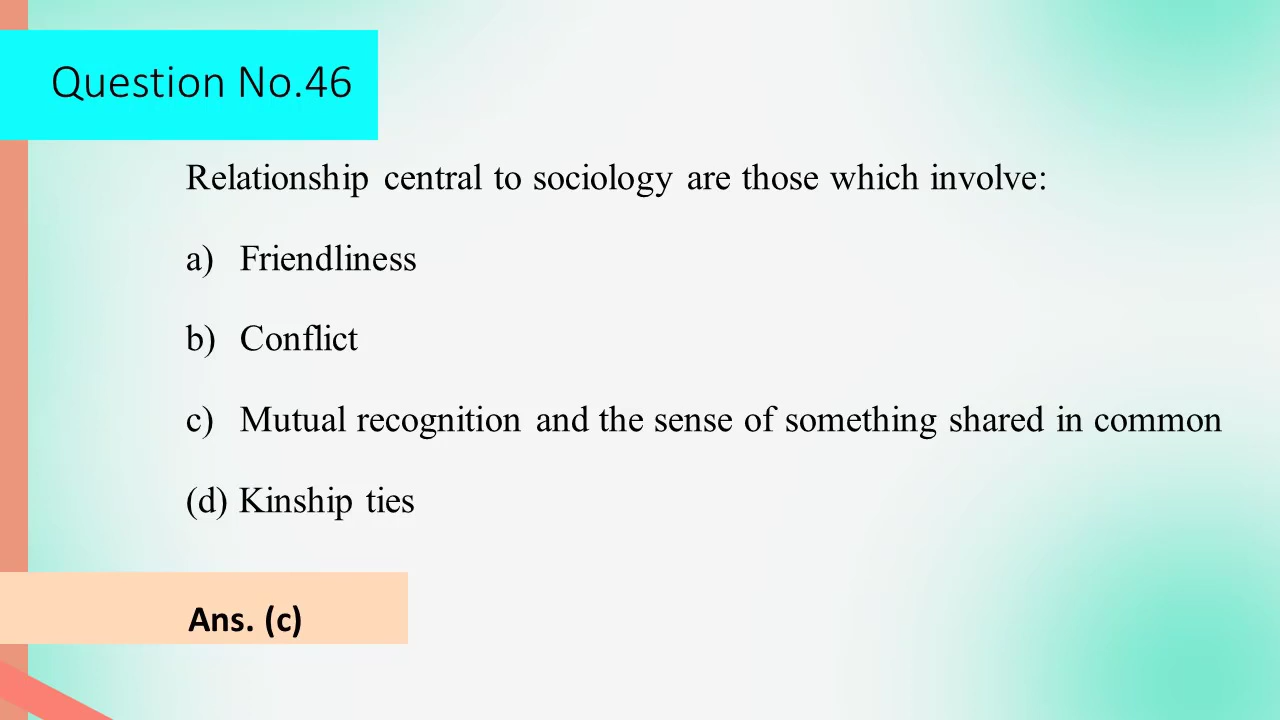 Question No.46
Relationship central to sociology are those which involve:
a) Friendliness
b) Conflict
c) Mutual recognition and the sense of something shared in common
(d) Kinship ties
Ans. (c)